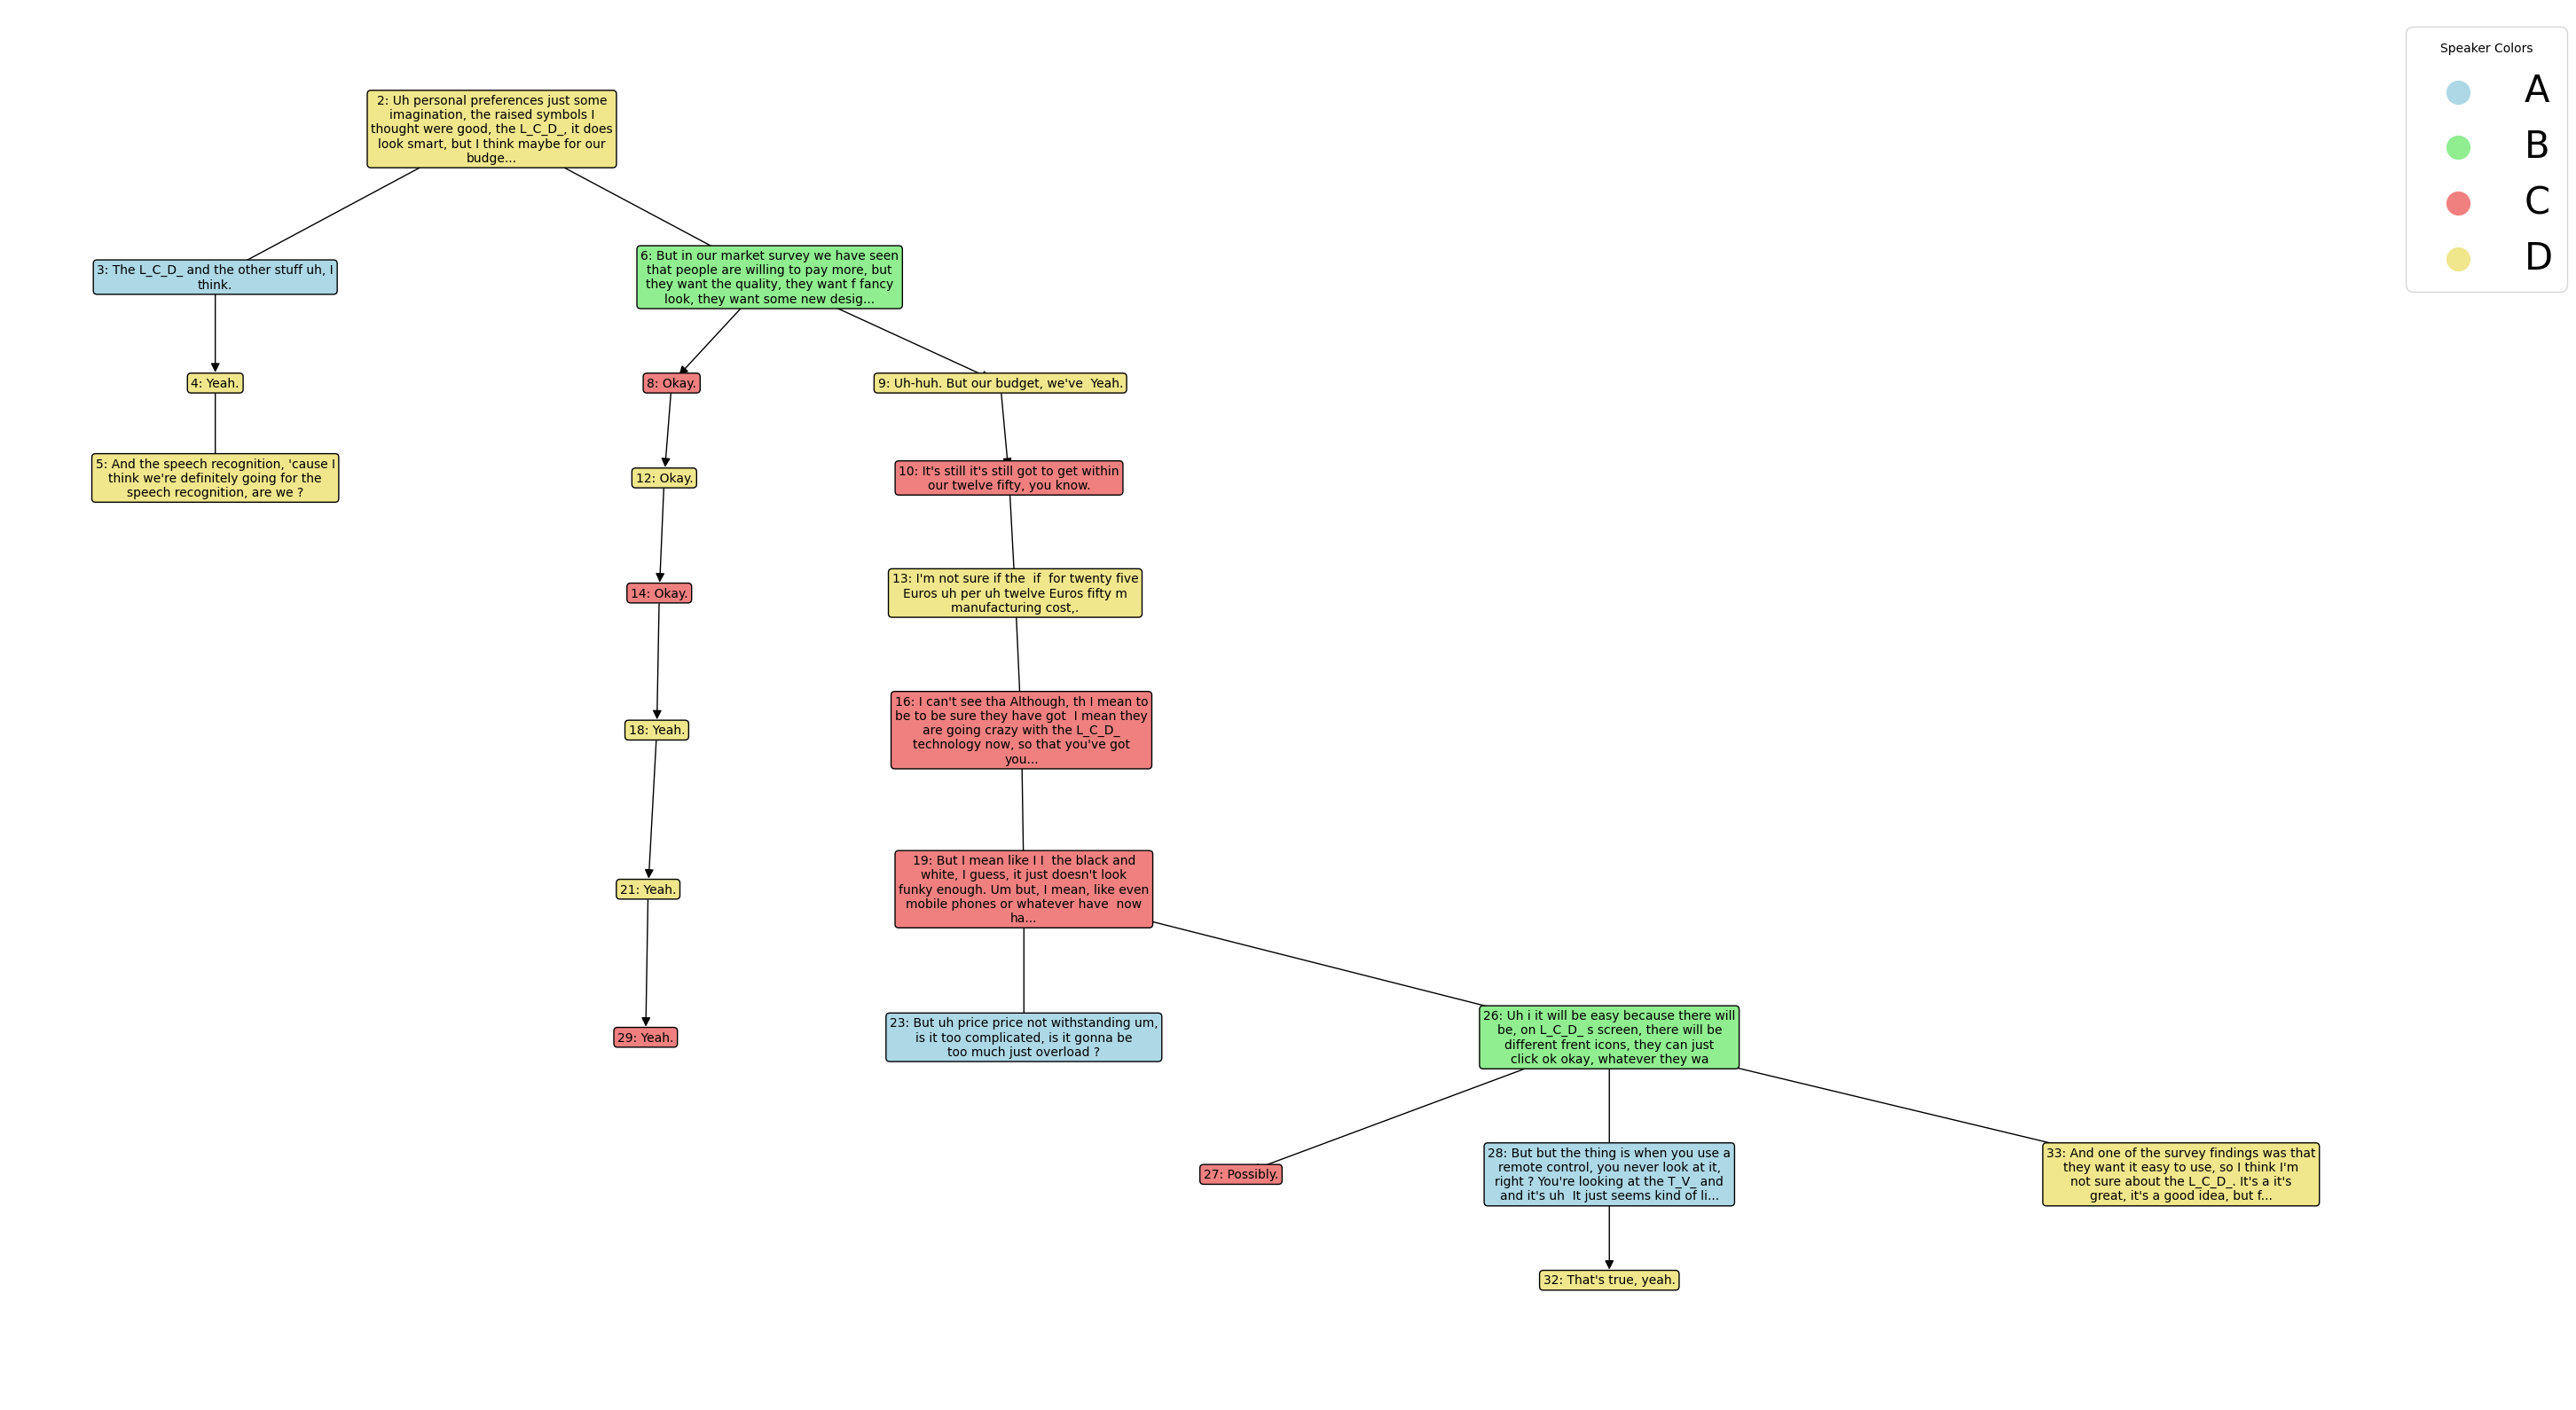 Speaker Colors
A
B
C
D
2: Uh personal preferences just some
imagination, the raised symbols I
thought were good, the L_C_D_, it does
look smart, but I think maybe for our
budge...
3: The L_C_D_ and the other stuff uh, I
think.
6: But in our market survey we have seen
that people are willing to pay more, but
they want the quality, they want f fancy
look, they want some new desig...
4: Yeah.
8: Okay.
9: Uh-huh. But our budget, we've  Yeah.
5: And the speech recognition, 'cause I
think we're definitely going for the
speech recognition, are we ?
12: Okay.
10: It's still it's still got to get within
our twelve fifty, you know.
14: Okay.
13: I'm not sure if the  if  for twenty five
Euros uh per uh twelve Euros fifty m
manufacturing cost,.
18: Yeah.
16: I can't see tha Although, th I mean to
be to be sure they have got  I mean they
are going crazy with the L_C_D_
technology now, so that you've got
you...
21: Yeah.
19: But I mean like I I  the black and
white, I guess, it just doesn't look
funky enough. Um but, I mean, like even
mobile phones or whatever have  now
ha...
29: Yeah.
23: But uh price price not withstanding um,
is it too complicated, is it gonna be
too much just overload ?
26: Uh i it will be easy because there will
be, on L_C_D_ s screen, there will be
different frent icons, they can just
click ok okay, whatever they wa
27: Possibly.
28: But but the thing is when you use a
remote control, you never look at it,
right ? You're looking at the T_V_ and
and it's uh  It just seems kind of li...
33: And one of the survey findings was that
they want it easy to use, so I think I'm
not sure about the L_C_D_. It's a it's
great, it's a good idea, but f...
32: That's true, yeah.